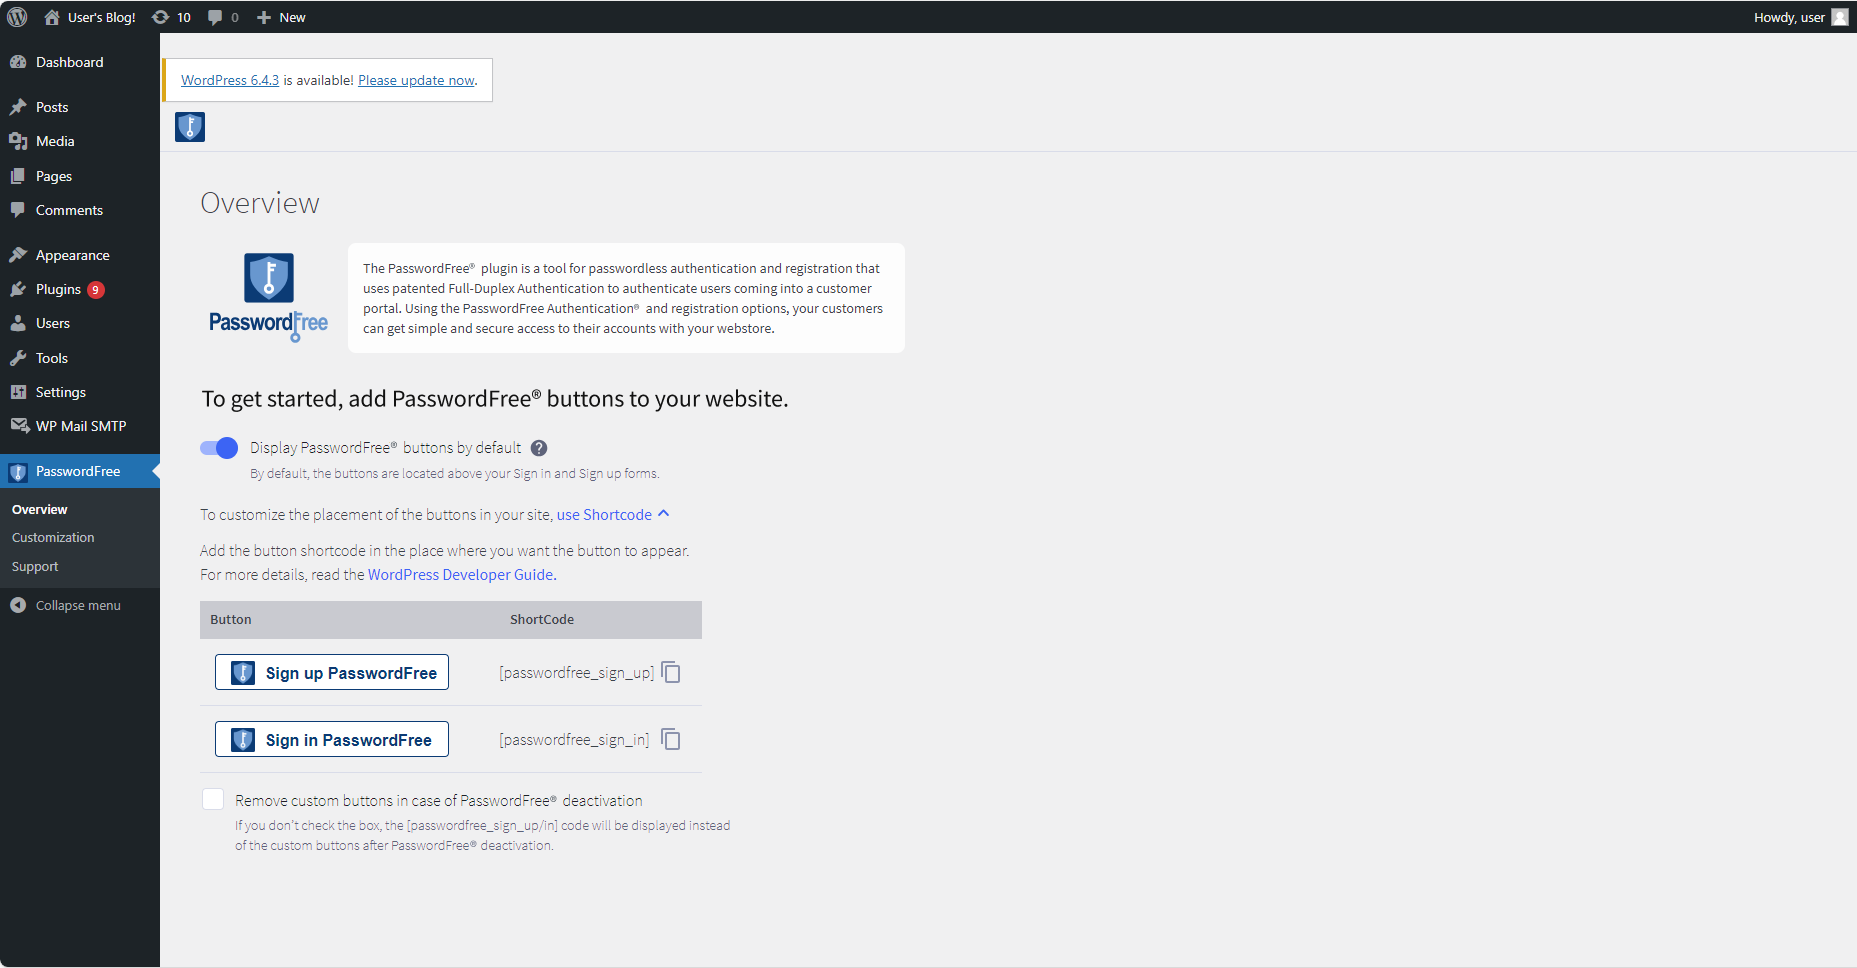 User's Blog!
10
0
New
Howdy, user
Dashboard
Posts
Media
Pages
Comments
Appearance
Plugins 9
Users
Tools
Settings
WP Mail SMTP
PasswordFree
Overview
Customization
Support
Collapse menu
WordPress 6.4.3 is available! Please update now.
Overview
PasswordFree
The PasswordFree® plugin is a tool for passwordless authentication and registration that
uses patented Full-Duplex Authentication to authenticate users coming into a customer
portal. Using the PasswordFree Authentication® and registration options, your customers
can get simple and secure access to their accounts with your webstore.
To get started, add PasswordFree® buttons to your website.
Display PasswordFree® buttons by default ?
By default, the buttons are located above your Sign in and Sign up forms.
To customize the placement of the buttons in your site, use Shortcode
Add the button shortcode in the place where you want the button to appear.
For more details, read the WordPress Developer Guide.
Button ShortCode
Sign up PasswordFree [passwordfree_sign_up]
Sign in PasswordFree [passwordfree_sign_in]
Remove custom buttons in case of PasswordFree® deactivation
If you don't check the box, the [passwordfree_sign_up/in] code will be displayed instead
of the custom buttons after PasswordFree® deactivation.